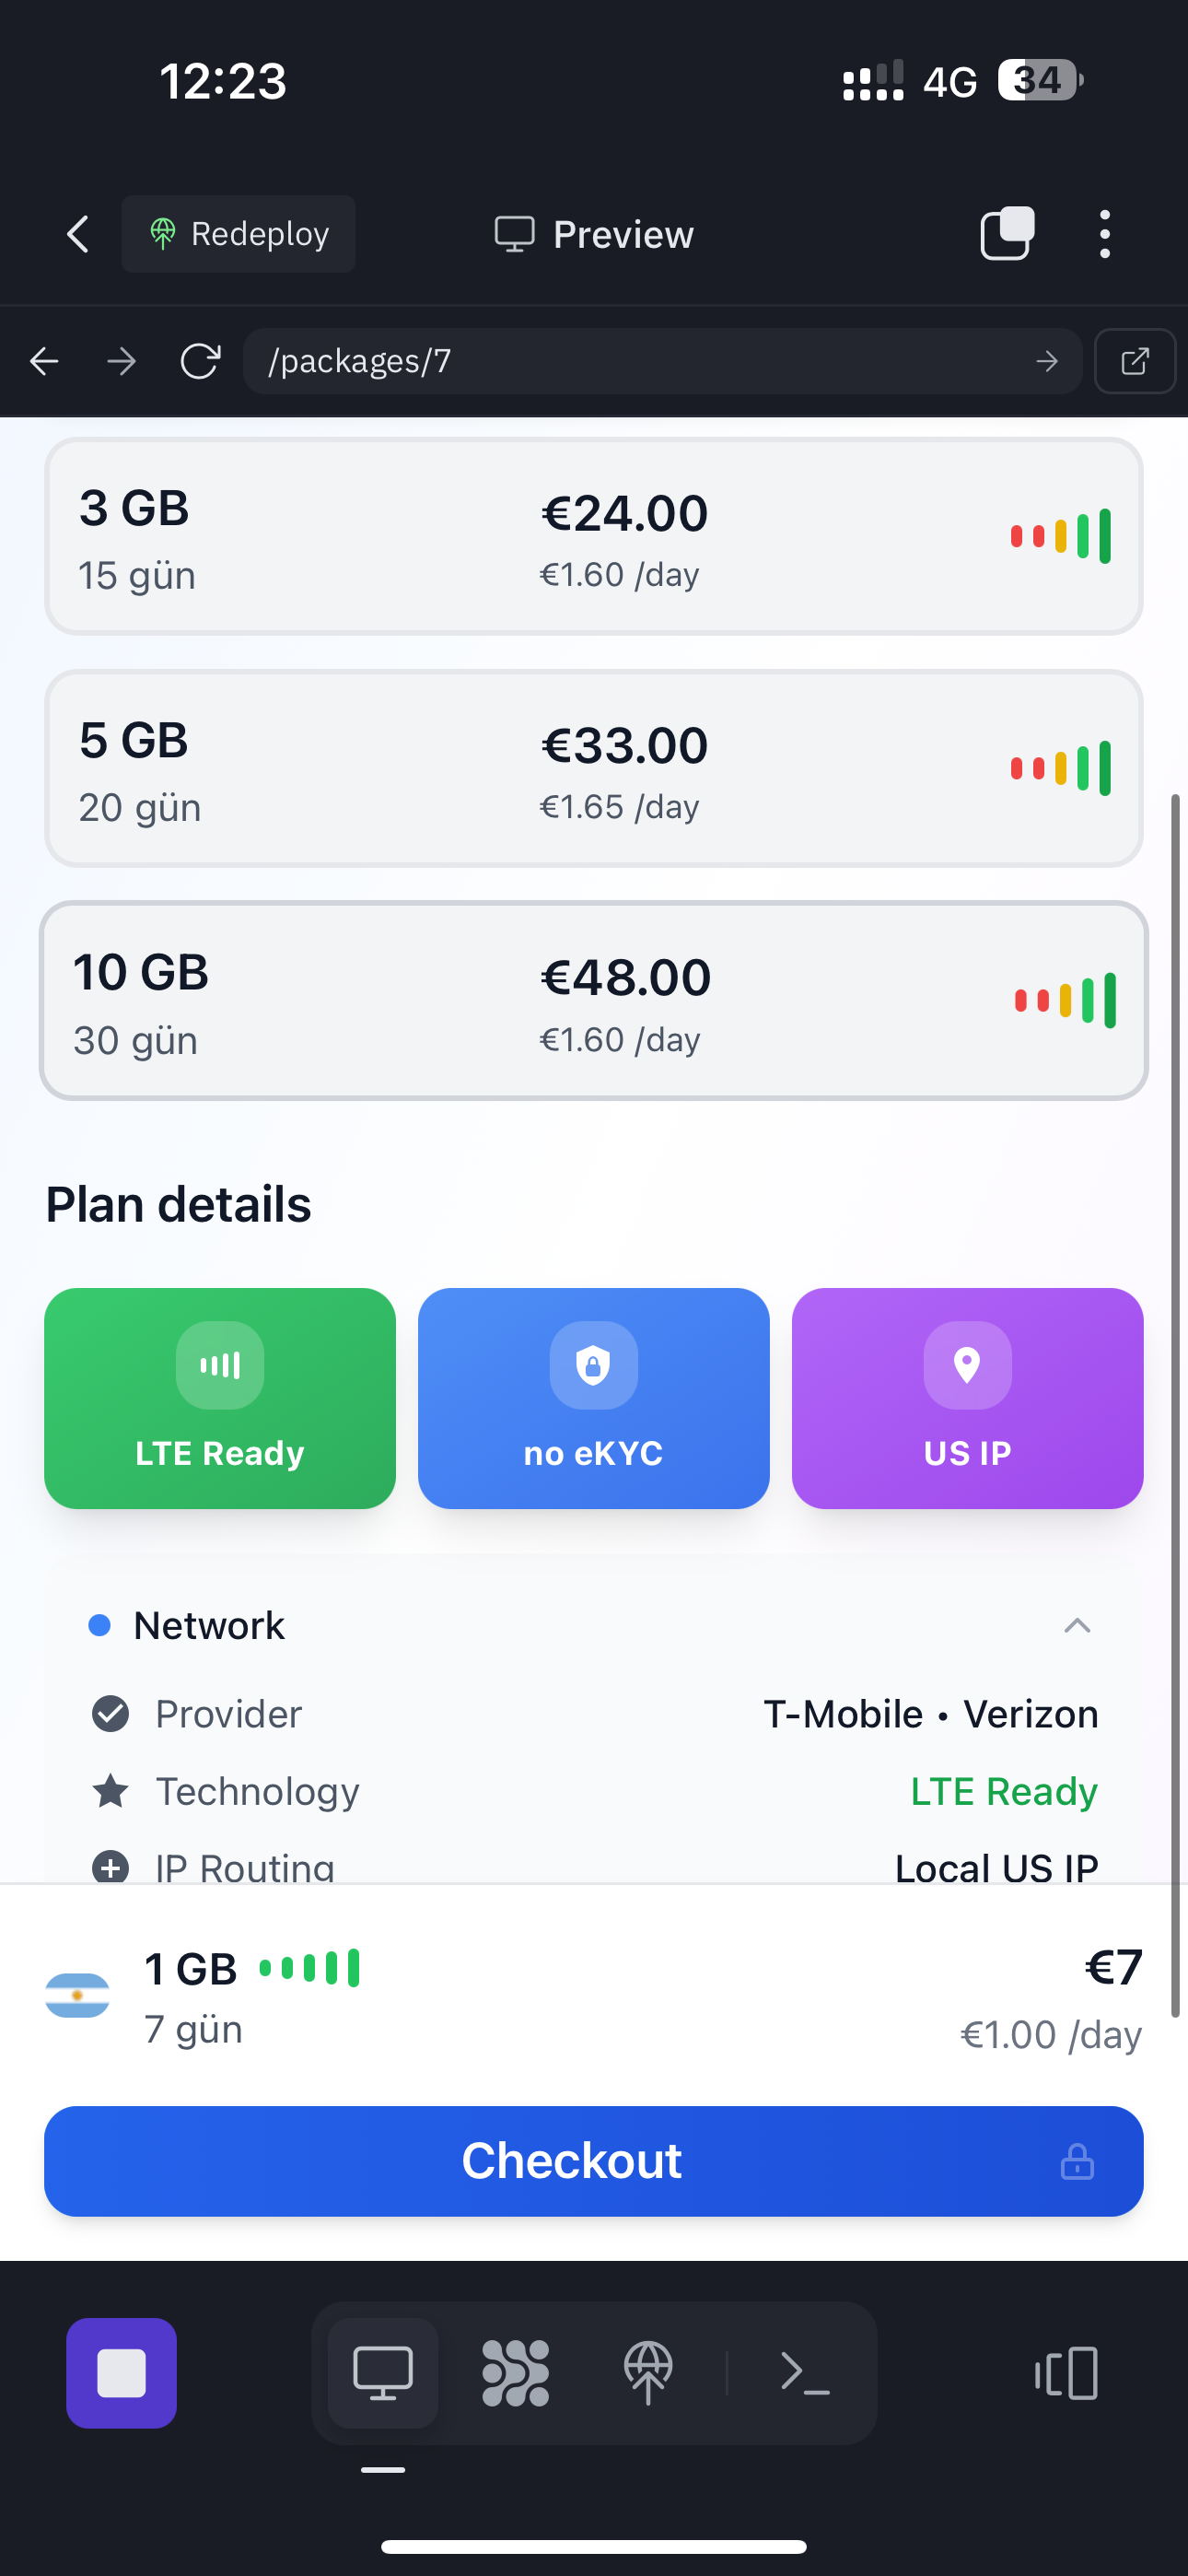 12:23
4G 34
Redeploy
Preview
/packages/7
3 GB
€24.00
15 gün
€1.60 /day
5 GB
€33.00
20 gün
€1.65 /day
10 GB
€48.00
30 gün
€1.60 /day
Plan details
LTE Ready
no eKYC
US IP
Network
Provider
T-Mobile • Verizon
Technology
LTE Ready
IP Routing
Local US IP
1 GB
€7
7 gün
€1.00 /day
Checkout